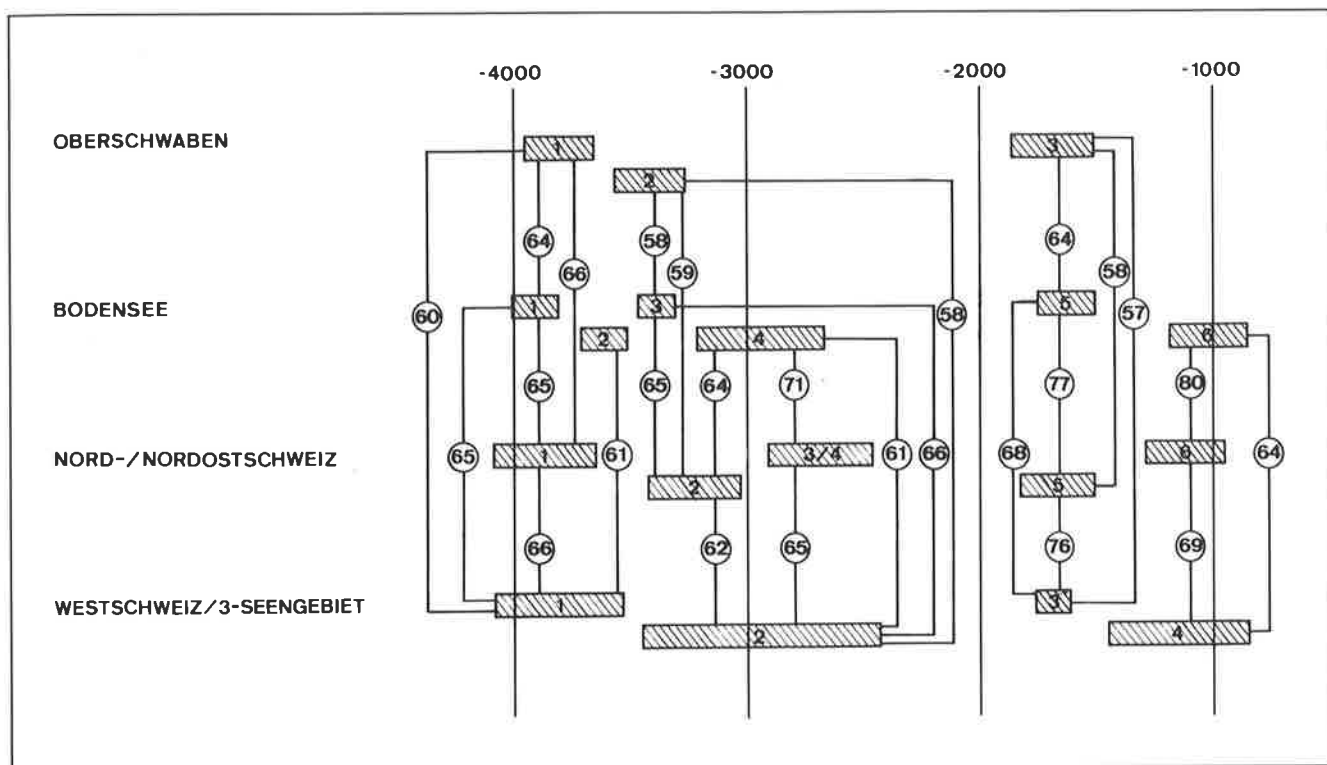 -4000 -3000 -2000 -1000
OBERSCHWABEN 1 3
2
64 58 64
66 59 58
BODENSEE 1 3 5
60 58 57
2 4 6
65 65 64 71 77 80
NORD-/NORDOSTSCHWEIZ 1 3/4 6
65 61 61 66 68 64
2 5
66 62 65 76 69
WESTSCHWEIZ/3-SEENGEBIET 1 3
2 4